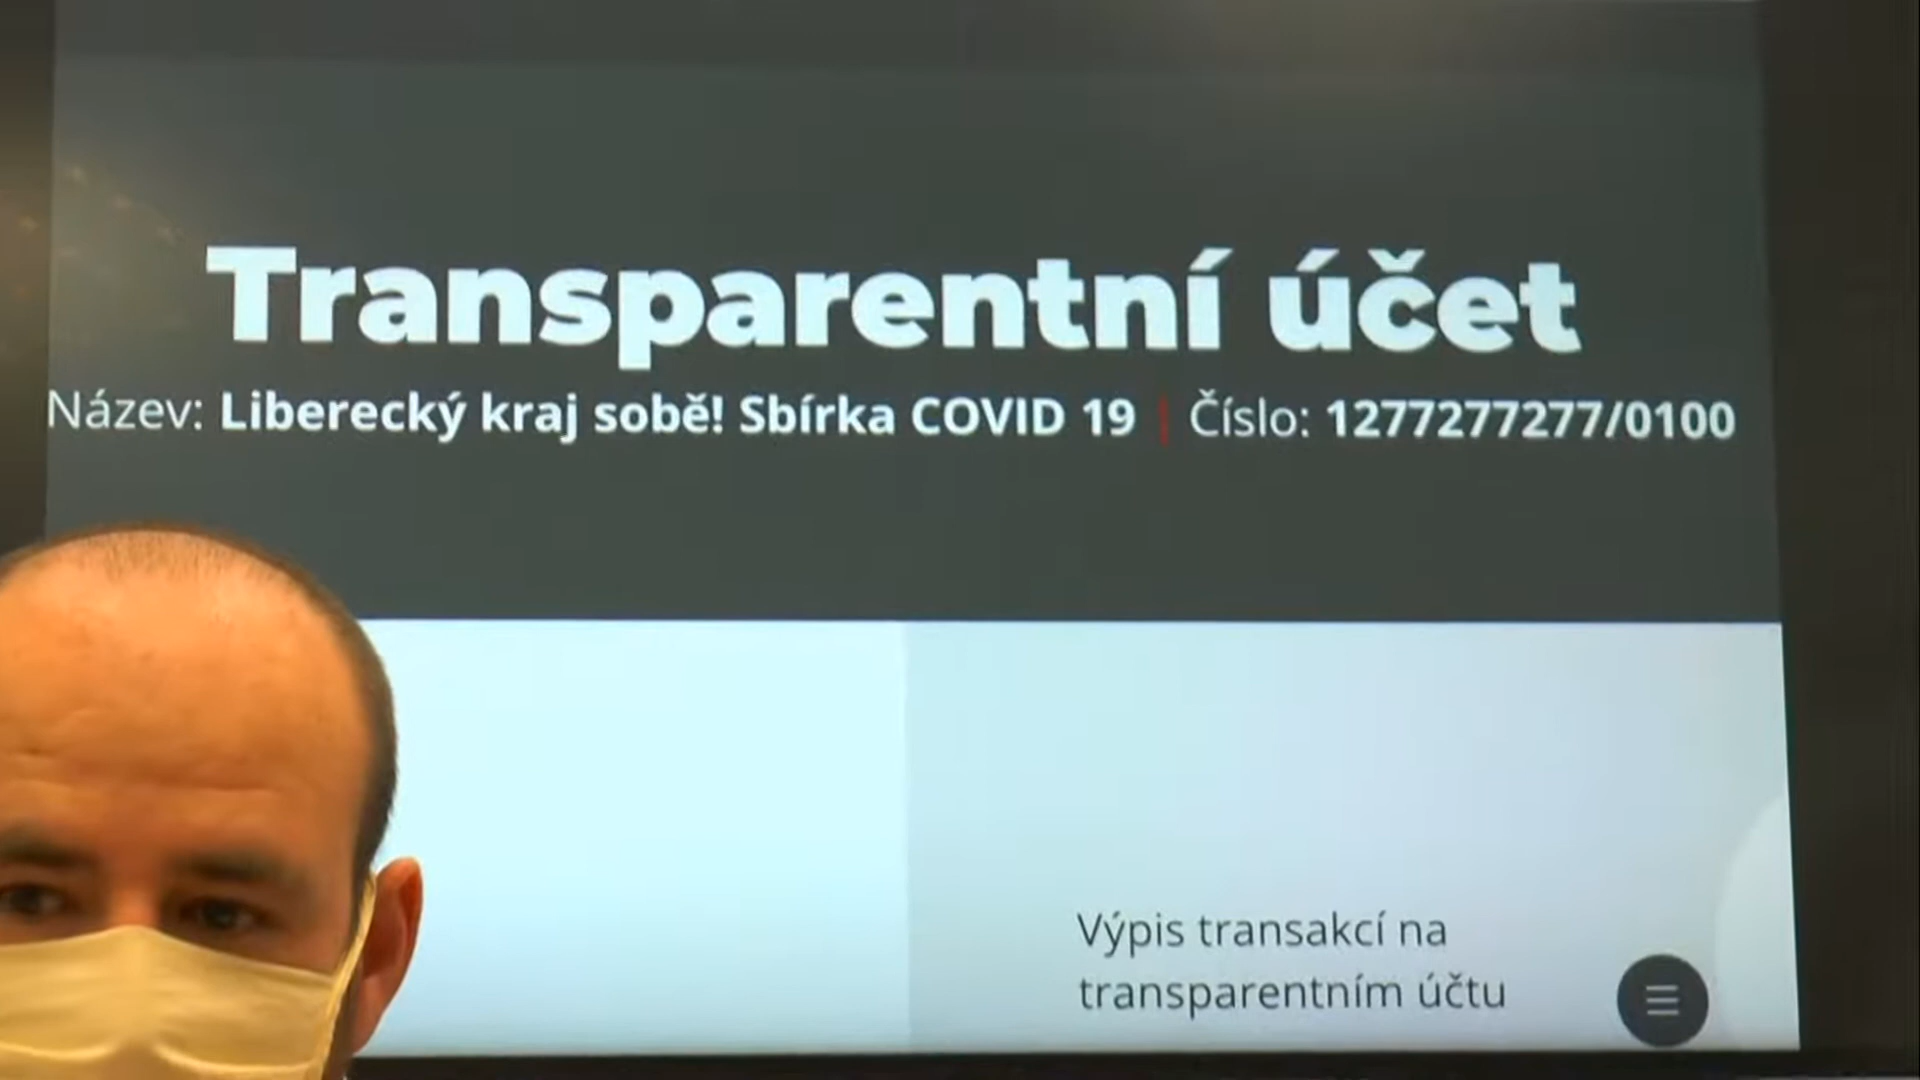 Transparentní účet
Název: Liberecký kraj sobě! Sbírka COVID 19 | Číslo: 1277277277/0100
Výpis transakcí na
transparentním účtu